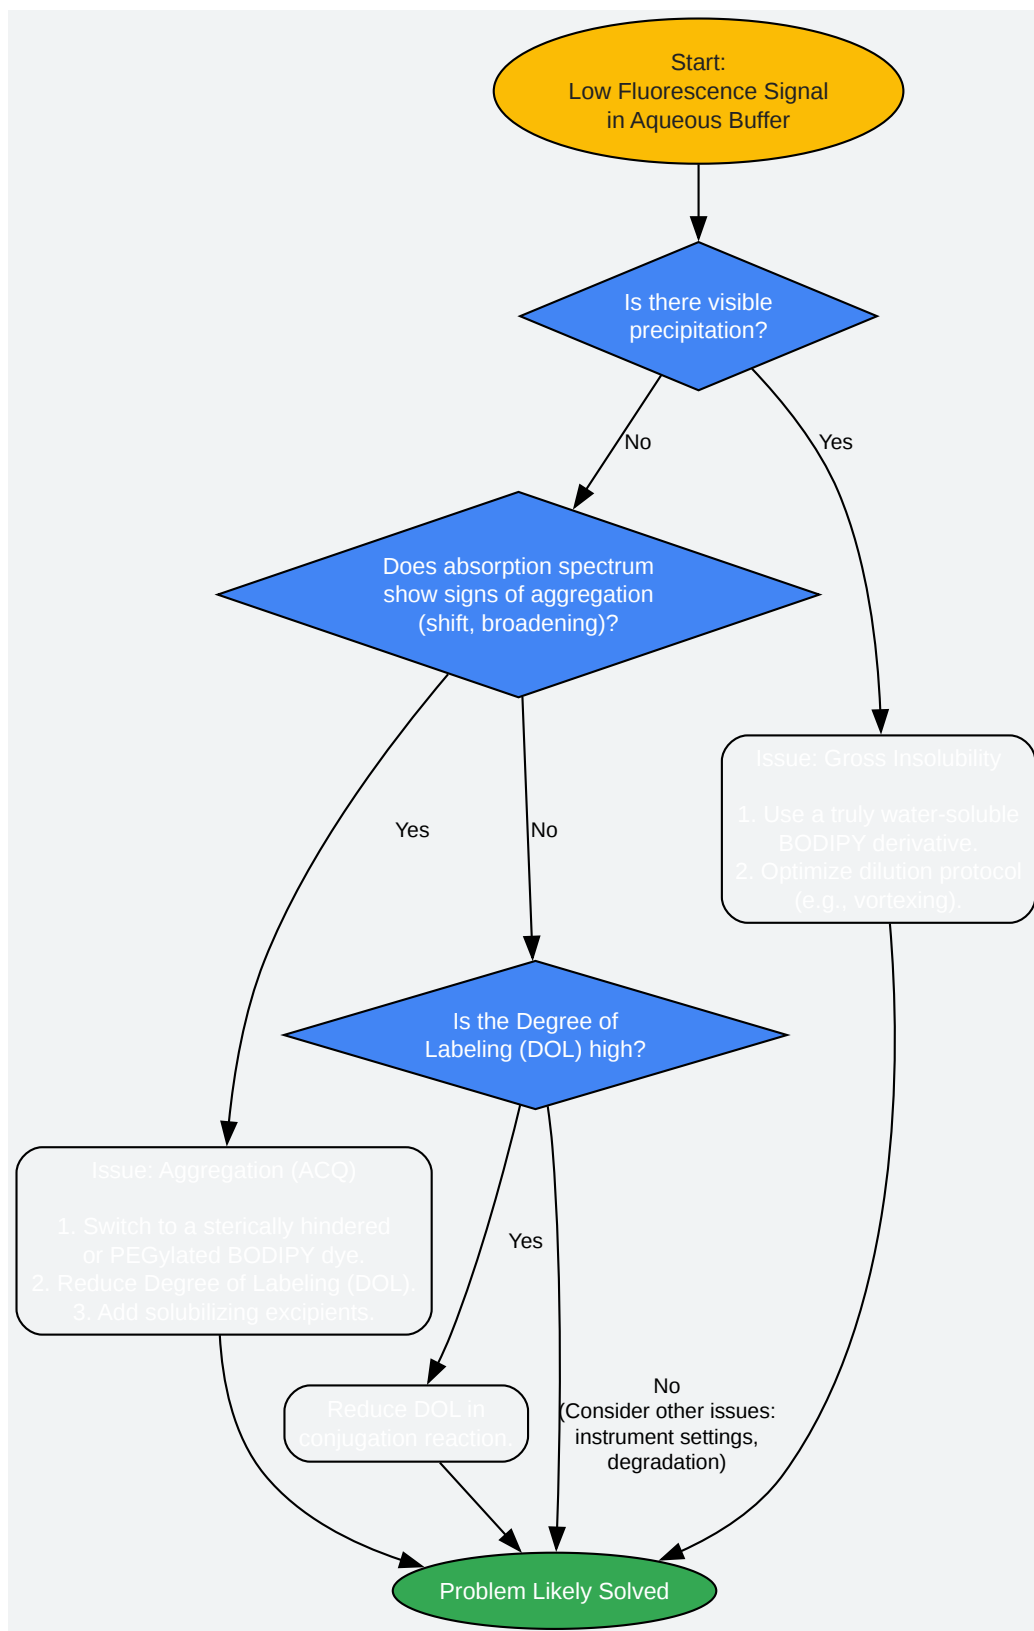 Start:
Low Fluorescence Signal
in Aqueous Buffer
Is there visible
precipitation?
No
Yes
Does absorption spectrum
show signs of aggregation
(shift, broadening)?
Issue: Gross Insolubility
1. Use a truly water-soluble
BODIPY derivative.
2. Optimize dilution protocol
(e.g., vortexing).
Yes
No
Is the Degree of
Labeling (DOL) high?
Issue: Aggregation (ACQ)
1. Switch to a sterically hindered
or PEGylated BODIPY dye.
2. Reduce Degree of Labeling (DOL).
3. Add solubilizing excipients.
Yes
Reduce DOL in
conjugation reaction.
No
(Consider other issues:
instrument settings,
degradation)
Problem Likely Solved